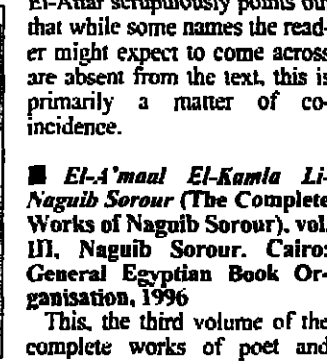 El-Attar scrupulously points out
that while some names the read-
er might expect to come across
are absent from the text, this is
primarily a matter of co-
incidence.
■ El-A'maal El-Kamla Li-
Naguib Sorour (The Complete
Works of Naguib Sorour), vol.
III, Naguib Sorour. Cairo:
General Egyptian Book Or-
ganisation, 1996
This, the third volume of the
complete works of poet and